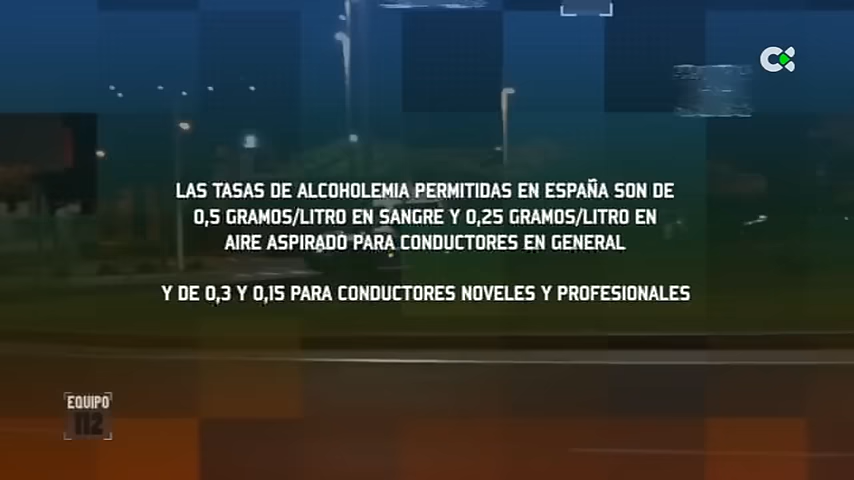 LAS TASAS DE ALCOHOLEMIA PERMITIDAS EN ESPAÑA SON DE
0,5 GRAMOS/LITRO EN SANGRE Y 0,25 GRAMOS/LITRO EN
AIRE ASPIRADO PARA CONDUCTORES EN GENERAL
Y DE 0,3 Y 0,15 PARA CONDUCTORES NOVELES Y PROFESIONALES
EQUIPO
112